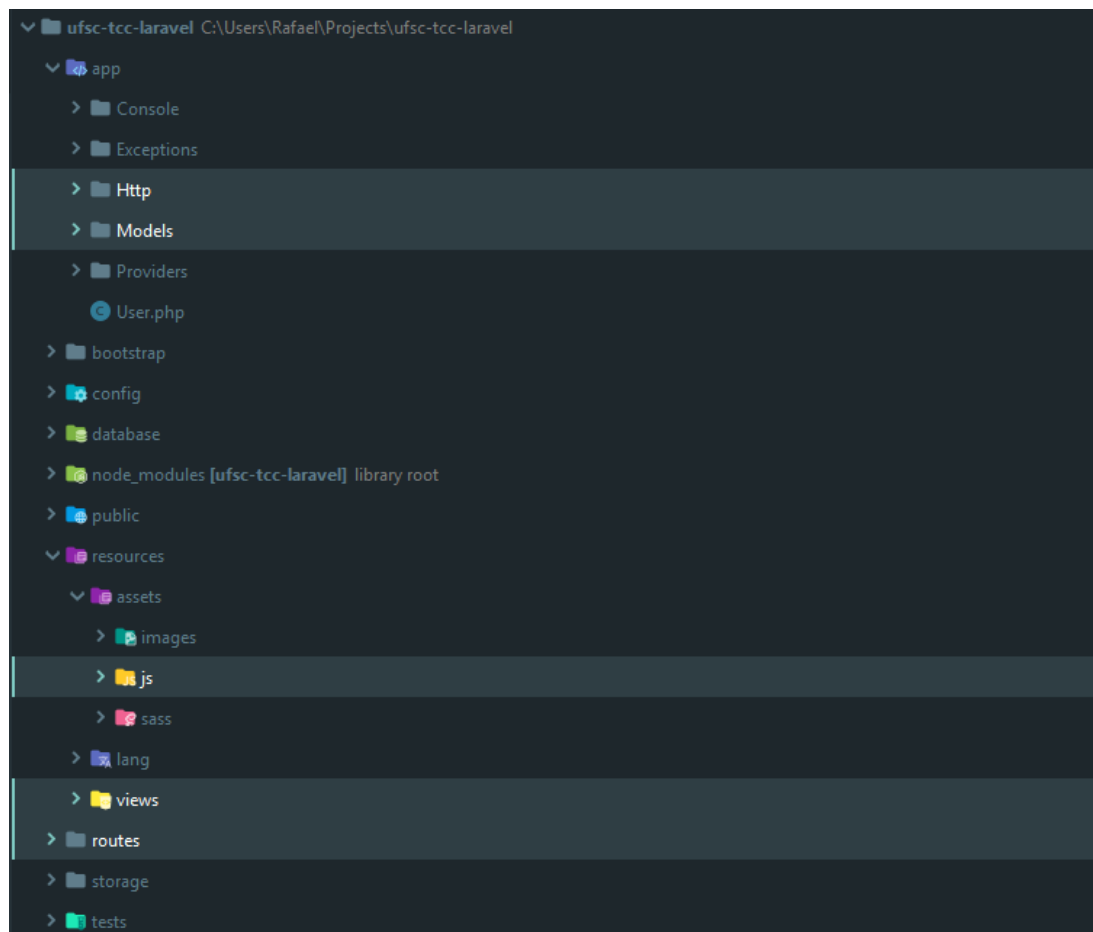 ufsc-tcc-laravel C:\Users\Rafael\Projects\ufsc-tcc-laravel
app
Console
Exceptions
Http
Models
Providers
User.php
bootstrap
config
database
node_modules [ufsc-tcc-laravel] library root
public
resources
assets
images
js
sass
lang
views
routes
storage
tests